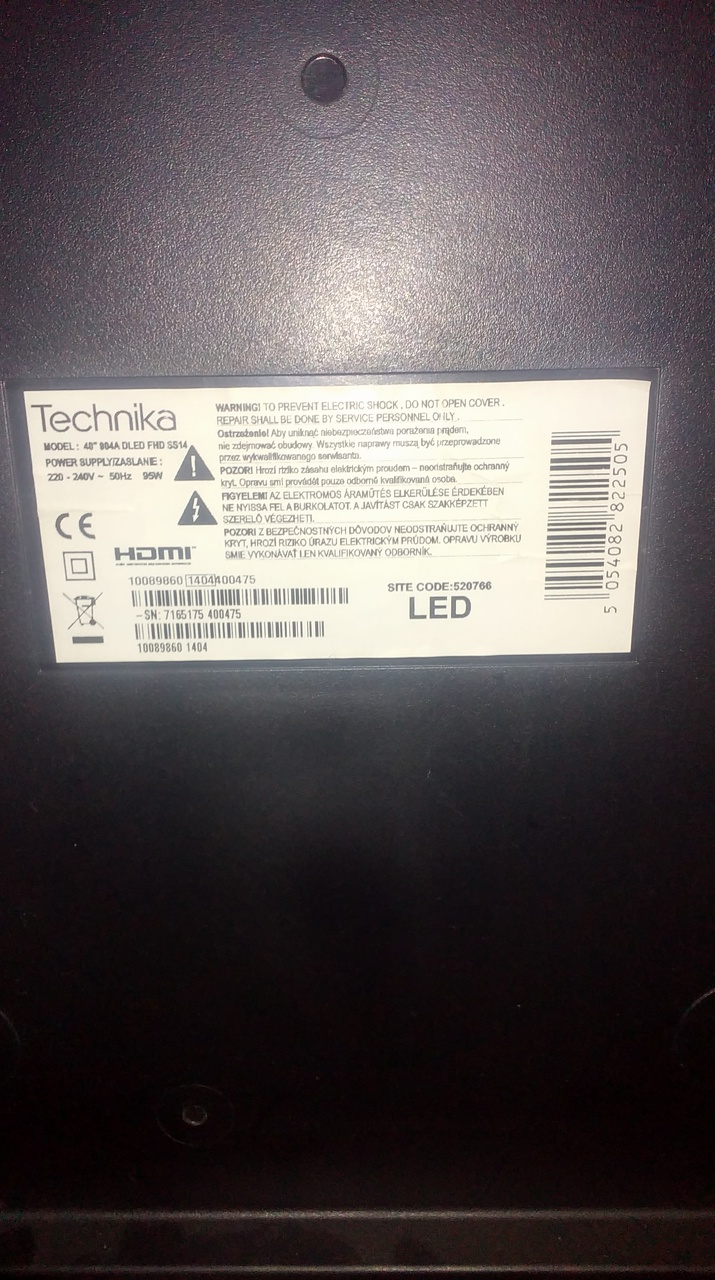 Technika
MODEL : 48" 804A DLED FHD SS14
POWER SUPPLY/ZASILANIE :
220 - 240V ~ 50Hz 95W
WARNING! TO PREVENT ELECTRIC SHOCK , DO NOT OPEN COVER .
REPAIR SHALL BE DONE BY SERVICE PERSONNEL ONLY .
Ostrzeżenie! Aby uniknąć niebezpieczeństwa porażenia prądem,
nie zdejmować obudowy. Wszystkie naprawy muszą być przeprowadzone
przez wykwalifikowanego serwisanta.
POZOR! Hrozí riziko zásahu elektrickým proudem – neodstraňujte ochranný
kryt. Opravu smí provádět pouze odborně kvalifikovaná osoba.
FIGYELEM! AZ ELEKTROMOS ÁRAMÜTÉS ELKERÜLÉSE ÉRDEKÉBEN
NE NYISSA FEL A BURKOLATOT. A JAVÍTÁST CSAK SZAKKÉPZETT
SZERELŐ VÉGEZHETI.
POZOR! Z BEZPEČNOSTNÝCH DÔVODOV NEODSTRAŇUJTE OCHRANNÝ
KRYT, HROZÍ RIZIKO ÚRAZU ELEKTRICKÝM PRÚDOM. OPRAVU VÝROBKU
SMIE VYKONÁVAŤ LEN KVALIFIKOVANÝ ODBORNÍK.
CE
HDMI
10089860 1404 400475
-SN: 7165175 400475
10089860 1404
SITE CODE:520766
LED
5 054082 822505